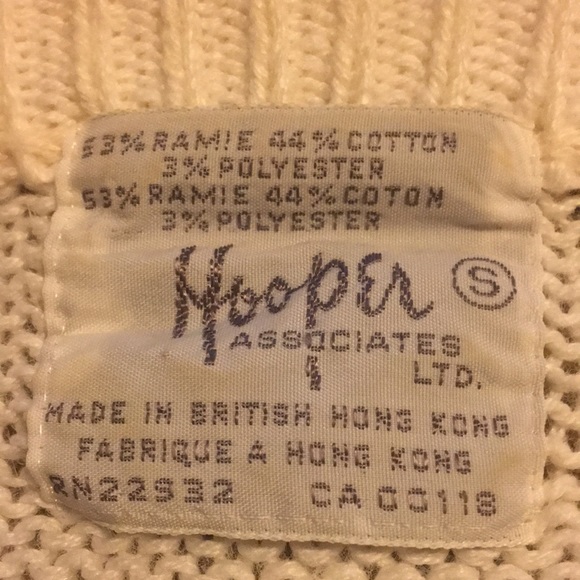 53% RAMIE 44% COTTON
3% POLYESTER
53% RAMIE 44% COTON
3% POLYESTER
Hooper S
ASSOCIATES
LTD.
MADE IN BRITISH HONG KONG
FABRIQUE A HONG KONG
RN22932 CA 00118